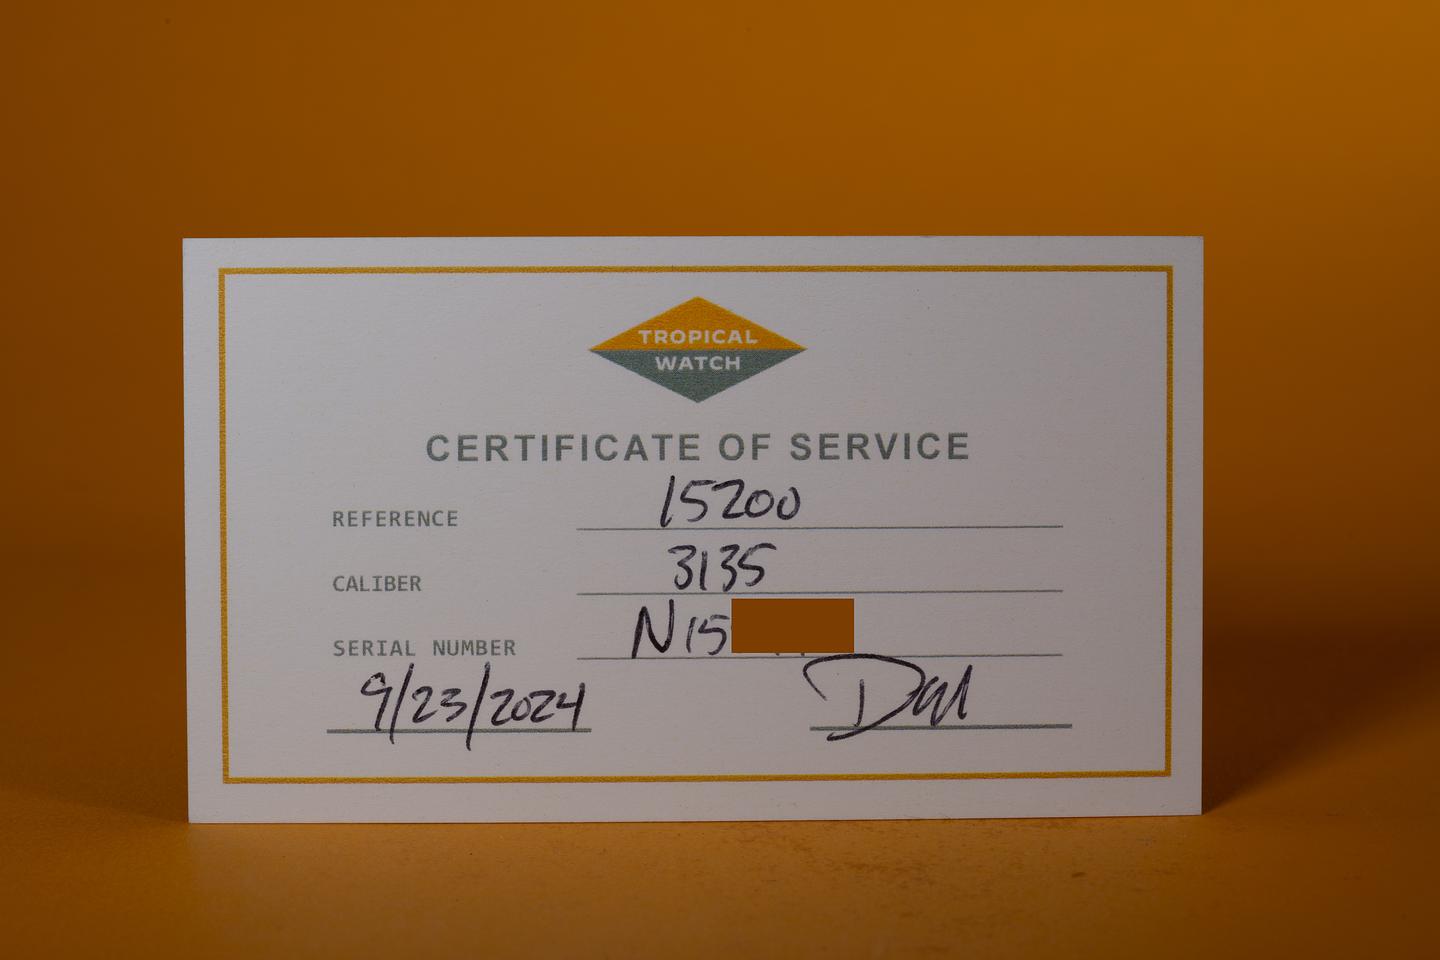 TROPICAL
WATCH
CERTIFICATE OF SERVICE
REFERENCE 15200
CALIBER 3135
SERIAL NUMBER N15
9/23/2024